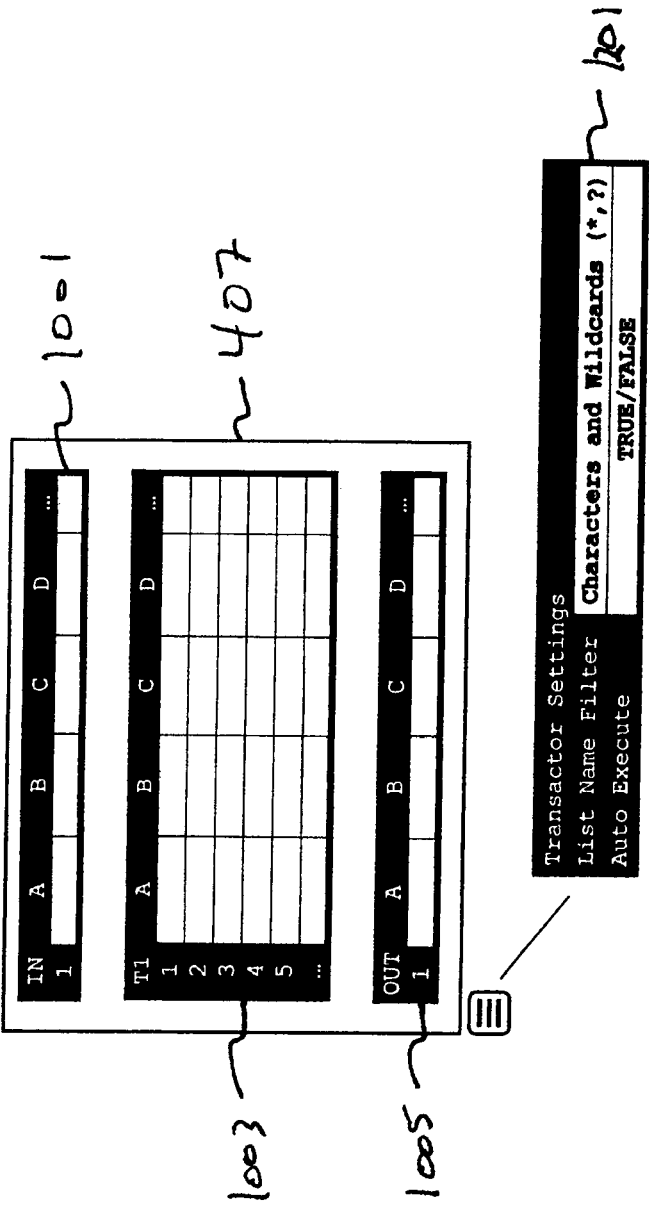 1001
IN A B C D ...
1
407
T1 A B C D ...
1
2
3
4
5
...
1003
OUT A B C D ...
1
1005
Transactor Settings
List Name Filter Characters and Wildcards (*,?)
Auto Execute TRUE/FALSE
1201